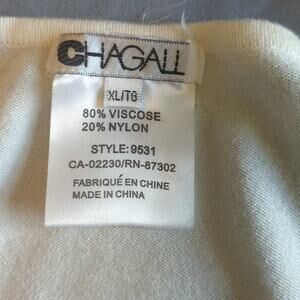 CHAGALL
XL/TG
80% VISCOSE
20% NYLON
STYLE:9531
CA-02230/RN-87302
FABRIQUÉ EN CHINE
MADE IN CHINA